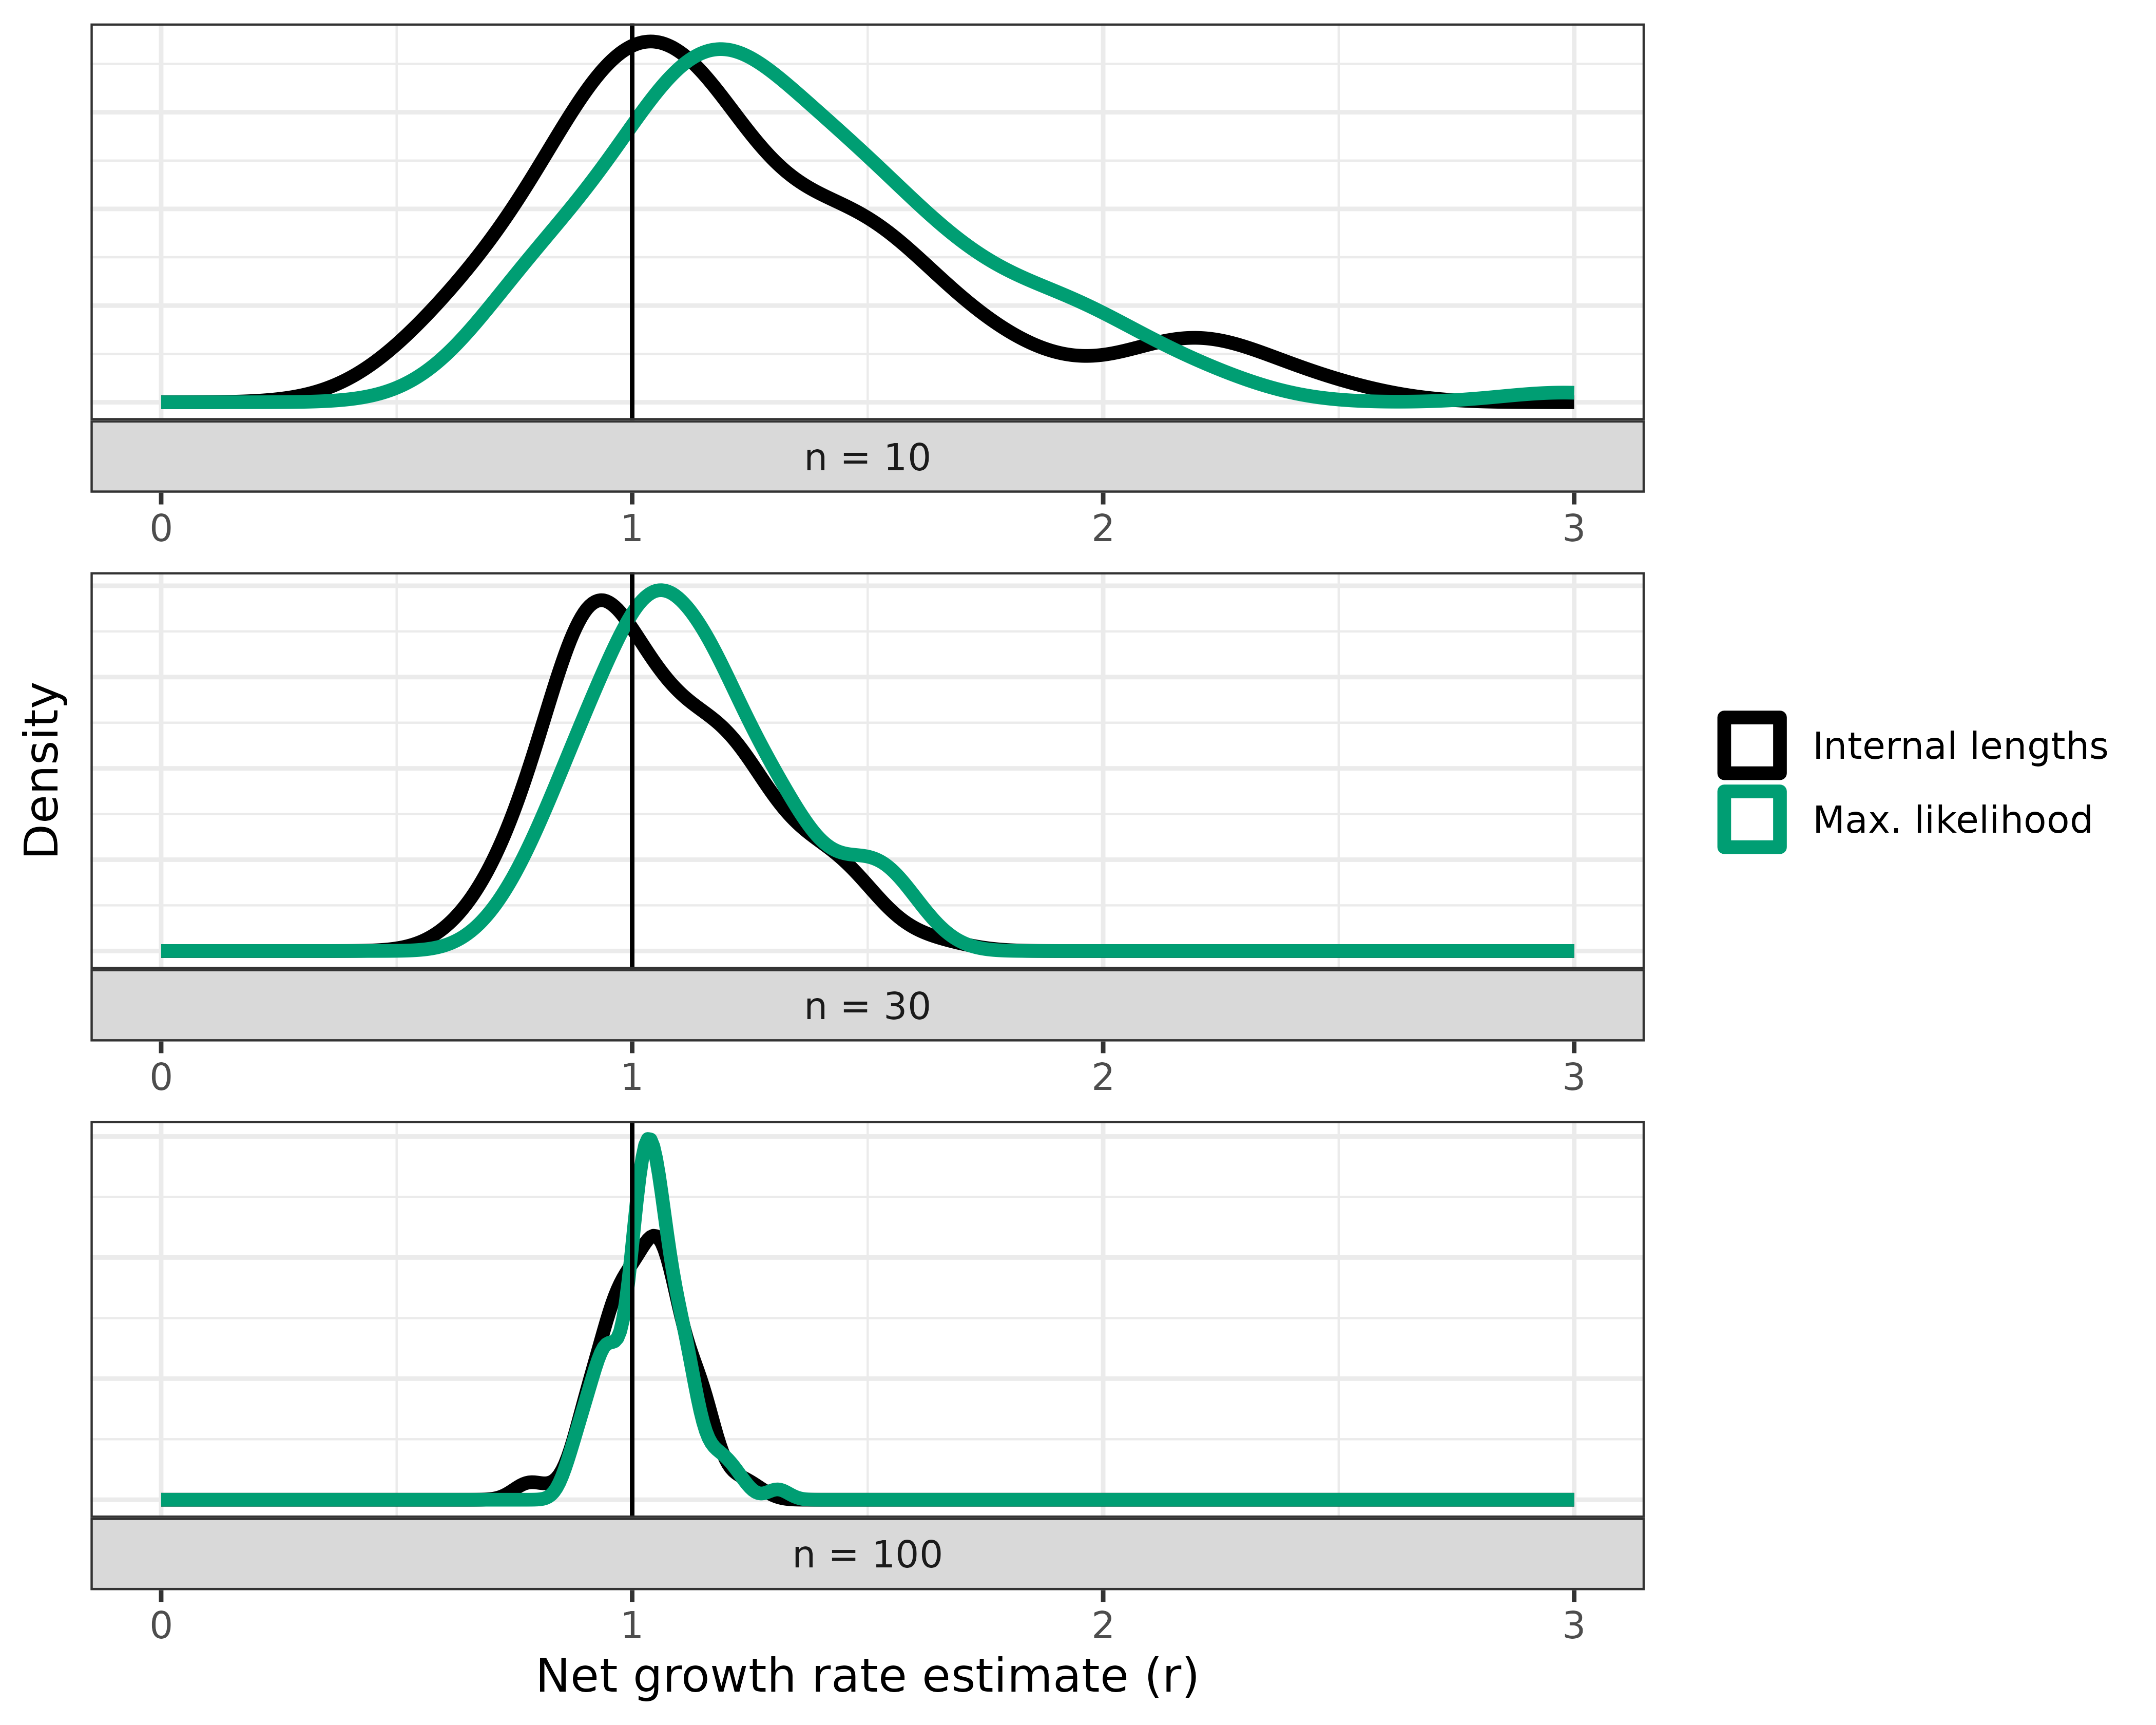 n = 10
0 1 2 3
n = 30
0 1 2 3
n = 100
0 1 2 3
Net growth rate estimate (r)
Density
Internal lengths
Max. likelihood